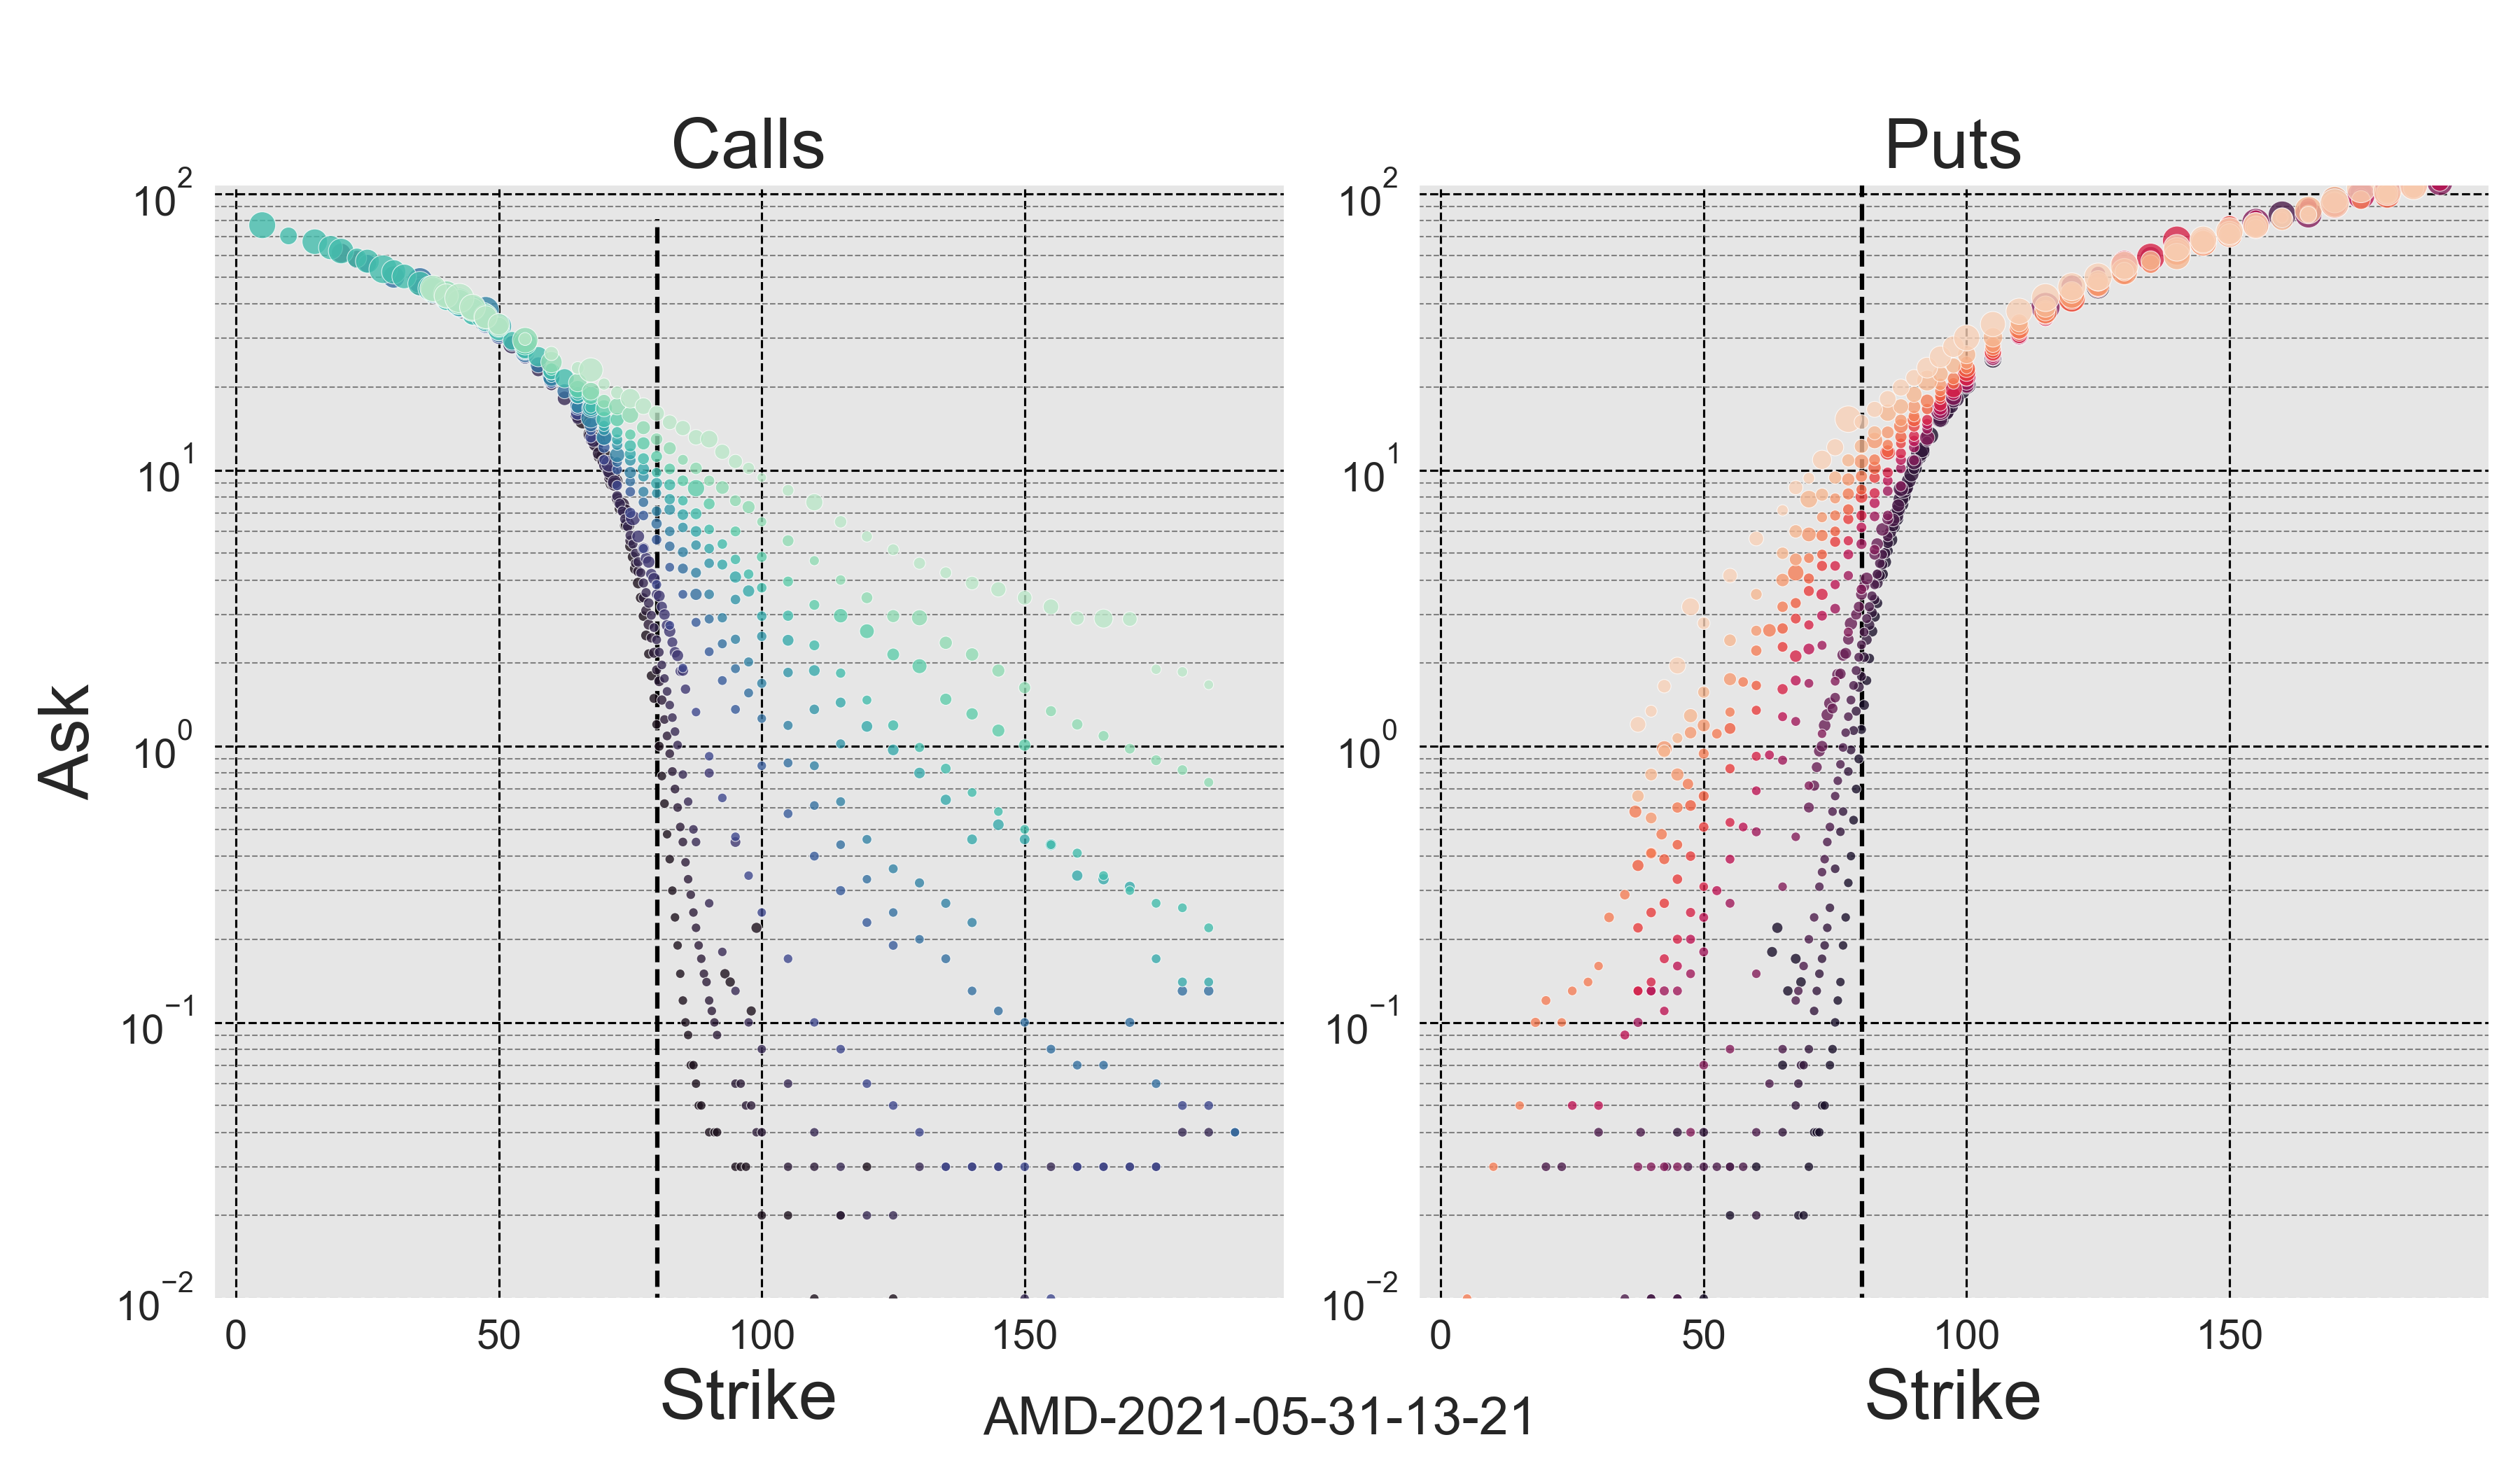 Calls Puts
10^2 10^2
10^1 10^1
Ask
10^0 10^0
10^−1 10^−1
10^−2 10^−2
0 50 100 150 0 50 100 150
Strike Strike
AMD-2021-05-31-13-21